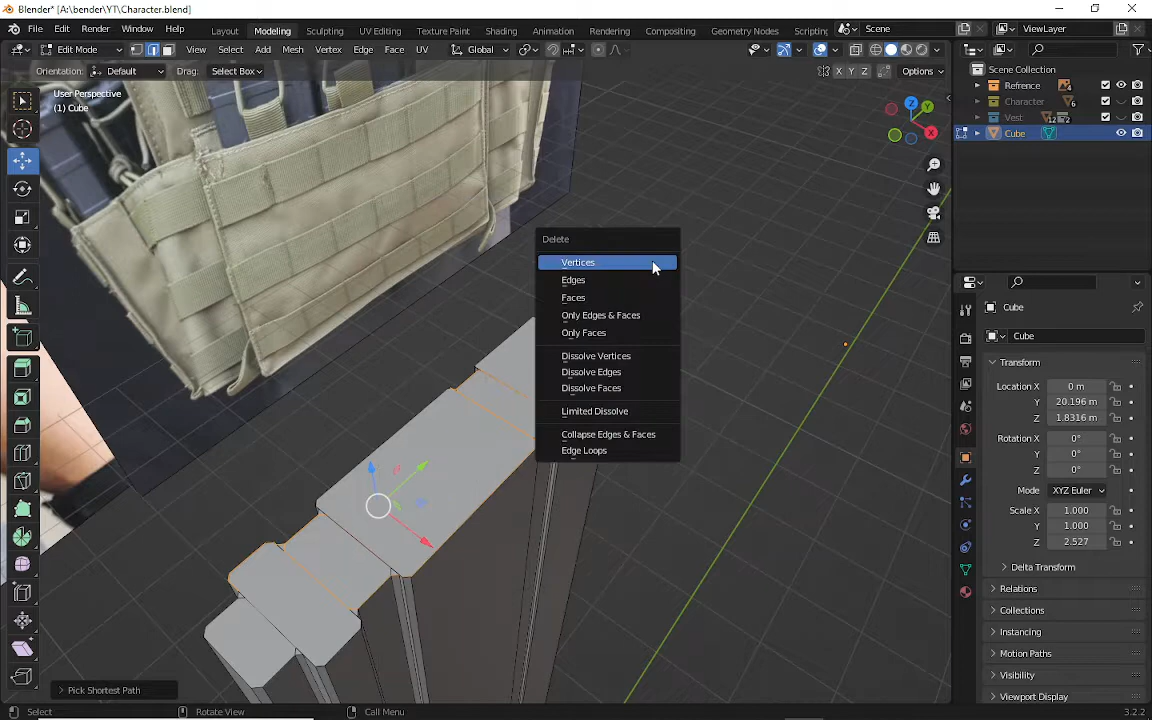 Blender* [A:\bender\YT\Character.blend]
File Edit Render Window Help Layout Modeling Sculpting UV Editing Texture Paint Shading Animation Rendering Compositing Geometry Nodes Scripting Scene ViewLayer
Edit Mode View Select Add Mesh Vertex Edge Face UV Global
Orientation: Default Drag: Select Box X Y Z Options
User Perspective
(1) Cube
Scene Collection
Refrence 4
Character 6
Vest 12 2
Cube
Z
Y
X
Delete
Vertices
Edges
Faces
Only Edges & Faces
Only Faces
Dissolve Vertices
Dissolve Edges
Dissolve Faces
Limited Dissolve
Collapse Edges & Faces
Edge Loops
Cube
Cube
Transform
Location X 0 m
Y 20.196 m
Z 1.8316 m
Rotation X 0°
Y 0°
Z 0°
Mode XYZ Euler
Scale X 1.000
Y 1.000
Z 2.527
Delta Transform
Relations
Collections
Instancing
Motion Paths
Visibility
Viewport Display
Pick Shortest Path
Select Rotate View Call Menu 3.2.2